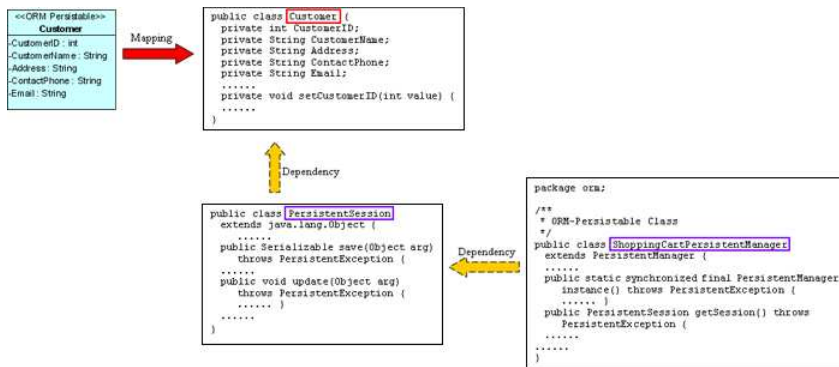 <<ORM Persistable>>
Customer
-CustomerID : int
-CustomerName : String
-Address : String
-ContactPhone : String
-Email : String
Mapping
public class Customer {
private int CustomerID;
private String CustomerName;
private String Address;
private String ContactPhone;
private String Email;
......
private void setCustomerID(int value) {
......
}
Dependency
public class PersistentSession
extends java.lang.Object {
......
public Serializable save(Object arg)
throws PersistentException {
......
public void update(Object arg)
throws PersistentException {
...... }
......
}
Dependency
package orm;
/**
* ORM-Persistable Class
*/
public class ShoppingCartPersistentManager
extends PersistentManager {
......
public static synchronized final PersistentManager
instance() throws PersistentException {
...... }
public PersistentSession getSession() throws
PersistentException {
......
......
}